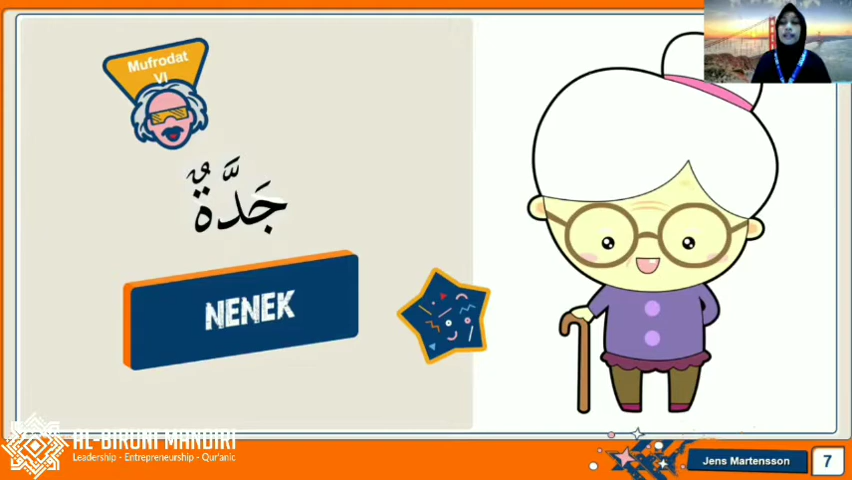 Mufrodat
VI
جَدَّةٌ
NENEK
AL-BIRUNI MANDIRI
Leadership - Entrepreneurship - Qur'anic
Jens Martensson
7